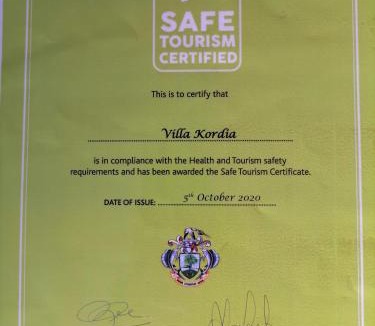 SAFE
TOURISM
CERTIFIED
This is to certify that
Villa Kordia
is in compliance with the Health and Tourism safety
requirements and has been awarded the Safe Tourism Certificate.
DATE OF ISSUE: 5th October 2020